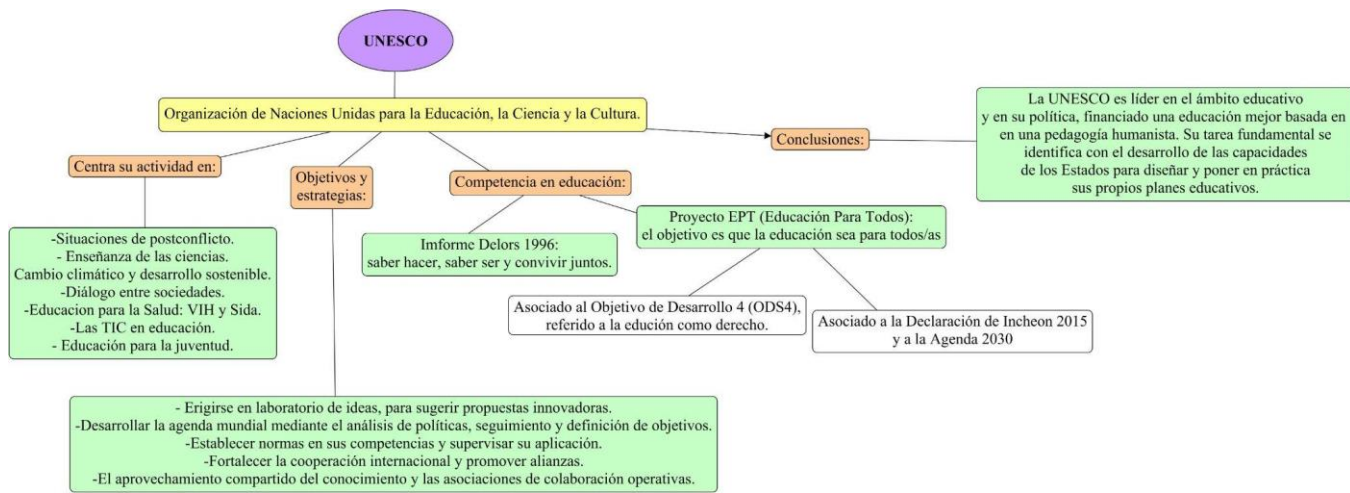 UNESCO
Organización de Naciones Unidas para la Educación, la Ciencia y la Cultura.
Centra su actividad en:
-Situaciones de postconflicto.
- Enseñanza de las ciencias.
Cambio climático y desarrollo sostenible.
-Diálogo entre sociedades.
-Educacion para la Salud: VIH y Sida.
-Las TIC en educación.
- Educación para la juventud.
Objetivos y
estrategias:
- Erigirse en laboratorio de ideas, para sugerir propuestas innovadoras.
-Desarrollar la agenda mundial mediante el análisis de políticas, seguimiento y definición de objetivos.
-Establecer normas en sus competencias y supervisar su aplicación.
-Fortalecer la cooperación internacional y promover alianzas.
-El aprovechamiento compartido del conocimiento y las asociaciones de colaboración operativas.
Competencia en educación:
Imforme Delors 1996:
saber hacer, saber ser y convivir juntos.
Proyecto EPT (Educación Para Todos):
el objetivo es que la educación sea para todos/as
Asociado al Objetivo de Desarrollo 4 (ODS4),
referido a la edución como derecho.
Asociado a la Declaración de Incheon 2015
y a la Agenda 2030
Conclusiones:
La UNESCO es líder en el ámbito educativo
y en su política, financiado una educación mejor basada en
en una pedagogía humanista. Su tarea fundamental se
identifica con el desarrollo de las capacidades
de los Estados para diseñar y poner en práctica
sus propios planes educativos.